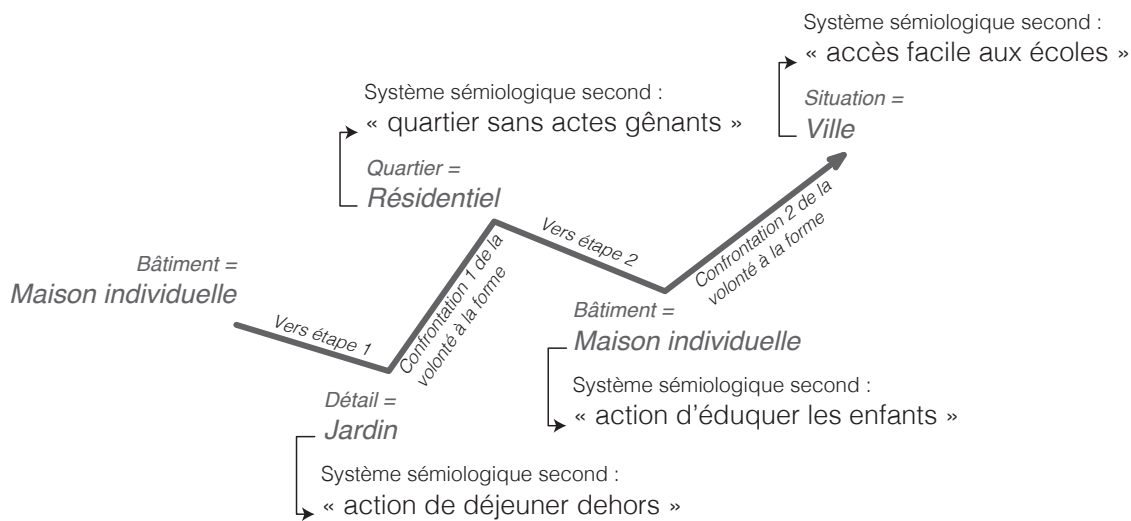 Système sémiologique second :
« accès facile aux écoles »
Situation =
Ville
Système sémiologique second :
« quartier sans actes gênants »
Quartier =
Résidentiel
Bâtiment =
Maison individuelle
Vers étape 1
Confrontation 1 de la
volonté à la forme
Vers étape 2
Confrontation 2 de la
volonté à la forme
Bâtiment =
Maison individuelle
Système sémiologique second :
« action d’éduquer les enfants »
Détail =
Jardin
Système sémiologique second :
« action de déjeuner dehors »